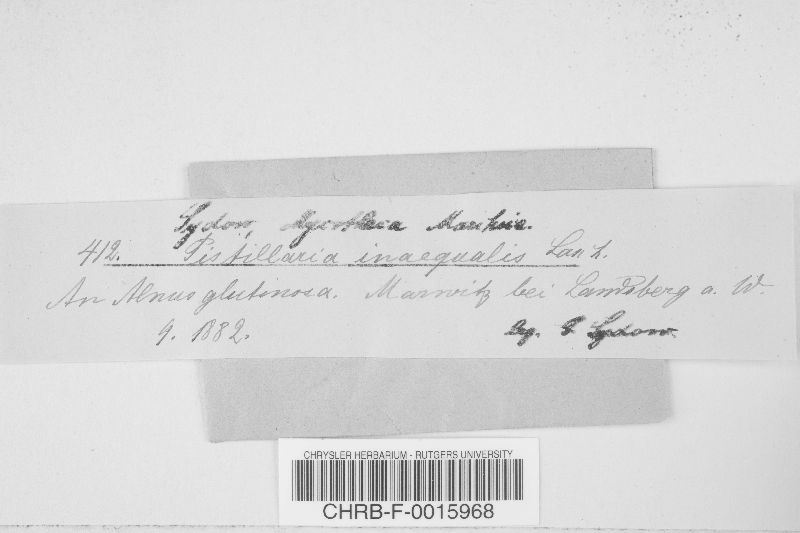 Sydow, Mycotheca Marchica.
412. Pistillaria inaequalis Lasch.
An Alnus glutinosa. Marwitz bei Landsberg a. W.
9. 1882. lg. P. Sydow.
CHRYSLER HERBARIUM - RUTGERS UNIVERSITY
CHRB-F-0015968